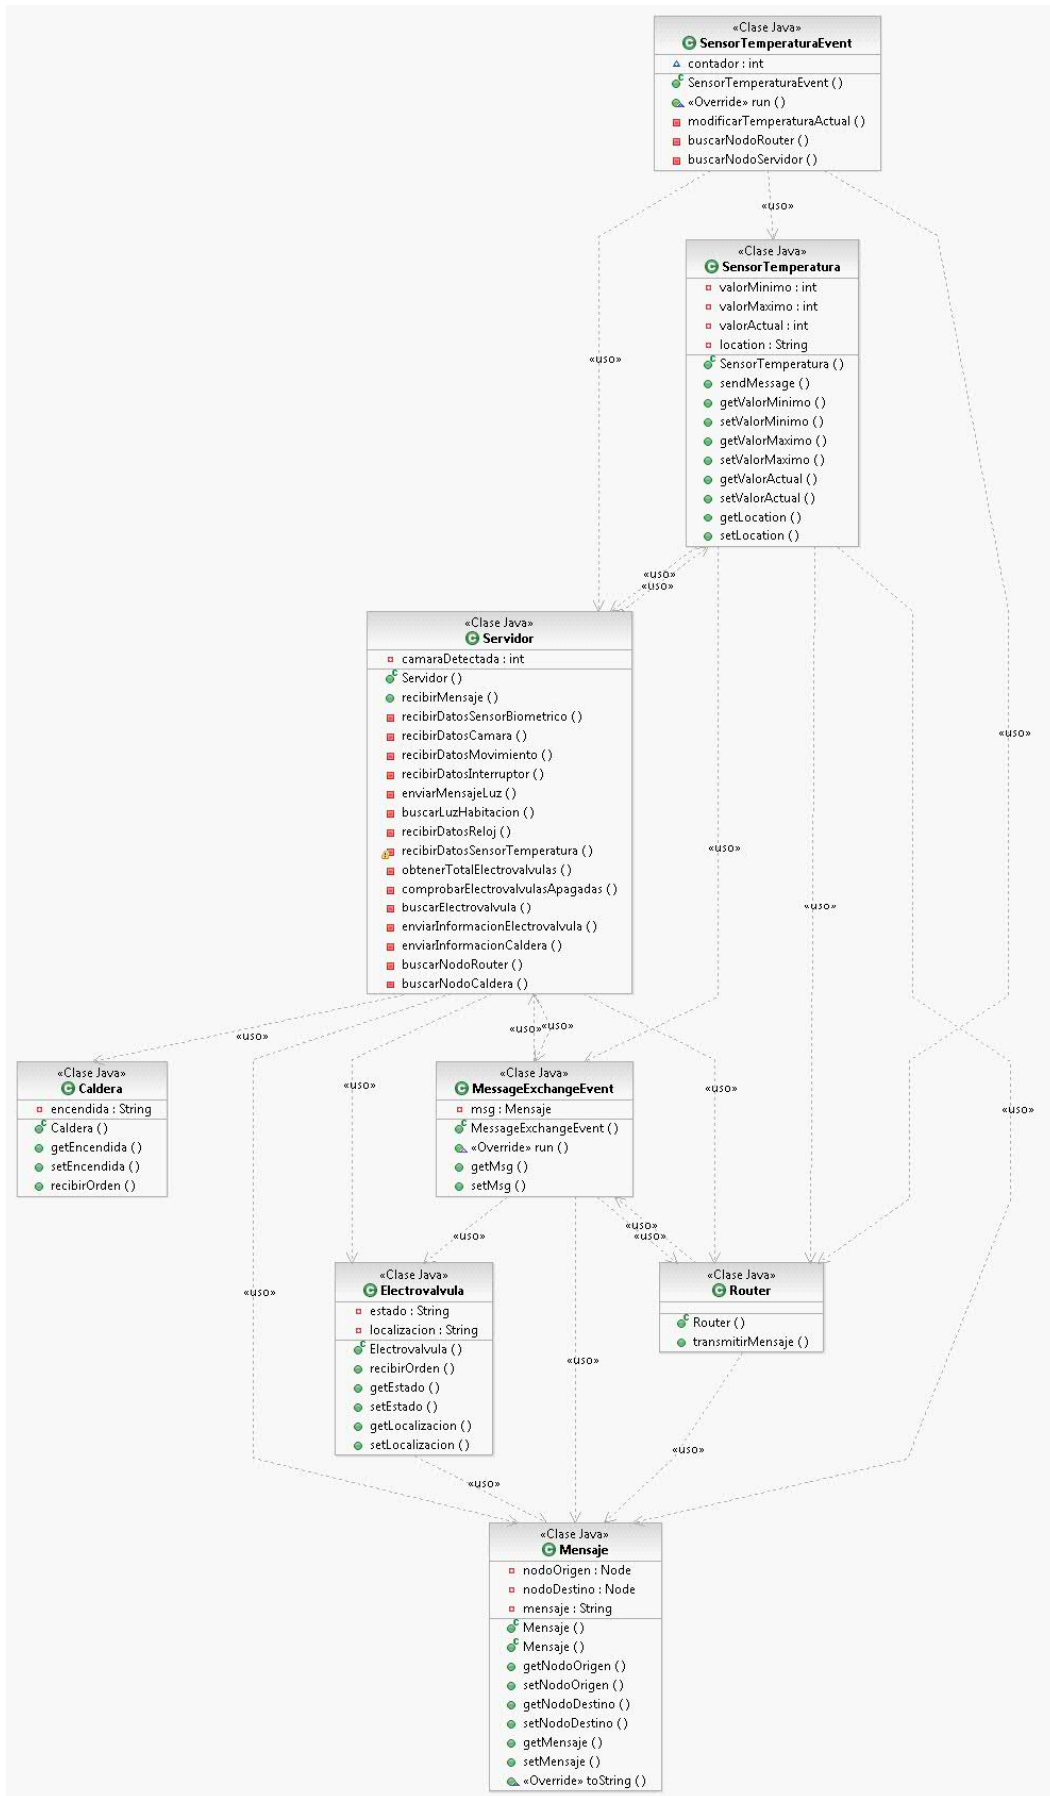 «Clase Java»
SensorTemperaturaEvent
contador : int
SensorTemperaturaEvent ( )
«Override» run ( )
modificarTemperaturaActual ( )
buscarNodoRouter ( )
buscarNodoServidor ( )
«uso»
«Clase Java»
SensorTemperatura
valorMinimo : int
valorMaximo : int
valorActual : int
location : String
SensorTemperatura ( )
sendMessage ( )
getValorMinimo ( )
setValorMinimo ( )
getValorMaximo ( )
setValorMaximo ( )
getValorActual ( )
setValorActual ( )
getLocation ( )
setLocation ( )
«uso»
«uso»
«uso»
«Clase Java»
Servidor
camaraDetectada : int
Servidor ( )
recibirMensaje ( )
recibirDatosSensorBiometrico ( )
recibirDatosCamara ( )
recibirDatosMovimiento ( )
recibirDatosInterruptor ( )
enviarMensajeLuz ( )
buscarLuzHabitacion ( )
recibirDatosReloj ( )
recibirDatosSensorTemperatura ( )
obtenerTotalElectrovalvulas ( )
comprobarElectrovalvulasApagadas ( )
buscarElectrovalvula ( )
enviarInformacionElectrovalvula ( )
enviarInformacionCaldera ( )
buscarNodoRouter ( )
buscarNodoCaldera ( )
«uso»
«uso»
«uso»
«uso»
«uso»
«uso»
«Clase Java»
Caldera
encendida : String
Caldera ( )
getEncendida ( )
setEncendida ( )
recibirOrden ( )
«Clase Java»
MessageExchangeEvent
msg : Mensaje
MessageExchangeEvent ( )
«Override» run ( )
getMsg ( )
setMsg ( )
«uso»
«uso»
«uso»
«uso»
«uso»
«uso»
«Clase Java»
Electrovalvula
estado : String
localizacion : String
Electrovalvula ( )
recibirOrden ( )
getEstado ( )
setEstado ( )
getLocalizacion ( )
setLocalizacion ( )
«Clase Java»
Router
Router ( )
transmitirMensaje ( )
«uso»
«uso»
«uso»
«uso»
«Clase Java»
Mensaje
nodoOrigen : Node
nodoDestino : Node
mensaje : String
Mensaje ( )
Mensaje ( )
getNodoOrigen ( )
setNodoOrigen ( )
getNodoDestino ( )
setNodoDestino ( )
getMensaje ( )
setMensaje ( )
«Override» toString ( )